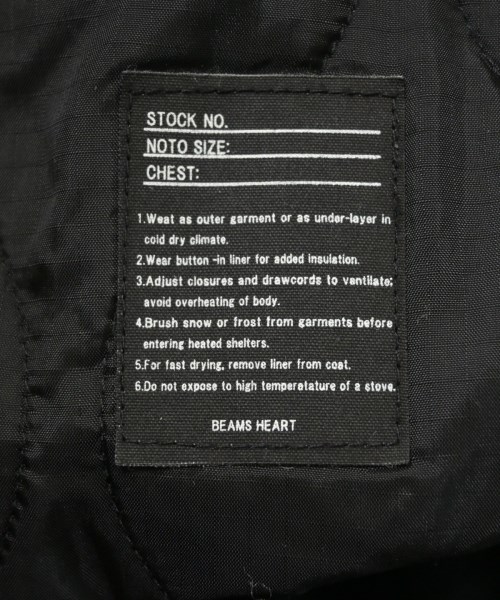 STOCK NO.
NOTO SIZE:
CHEST:
1.Weat as outer garment or as under-layer in
cold dry climate.
2.Wear button -in liner for added insulation.
3.Adjust closures and drawcords to vantilate;
avoid overheating of body.
4.Brush snow or frost from garments before
entering heated shelters.
5.For fast drying, remove liner from coat.
6.Do not expose to high temperetature of a stove.
BEAMS HEART